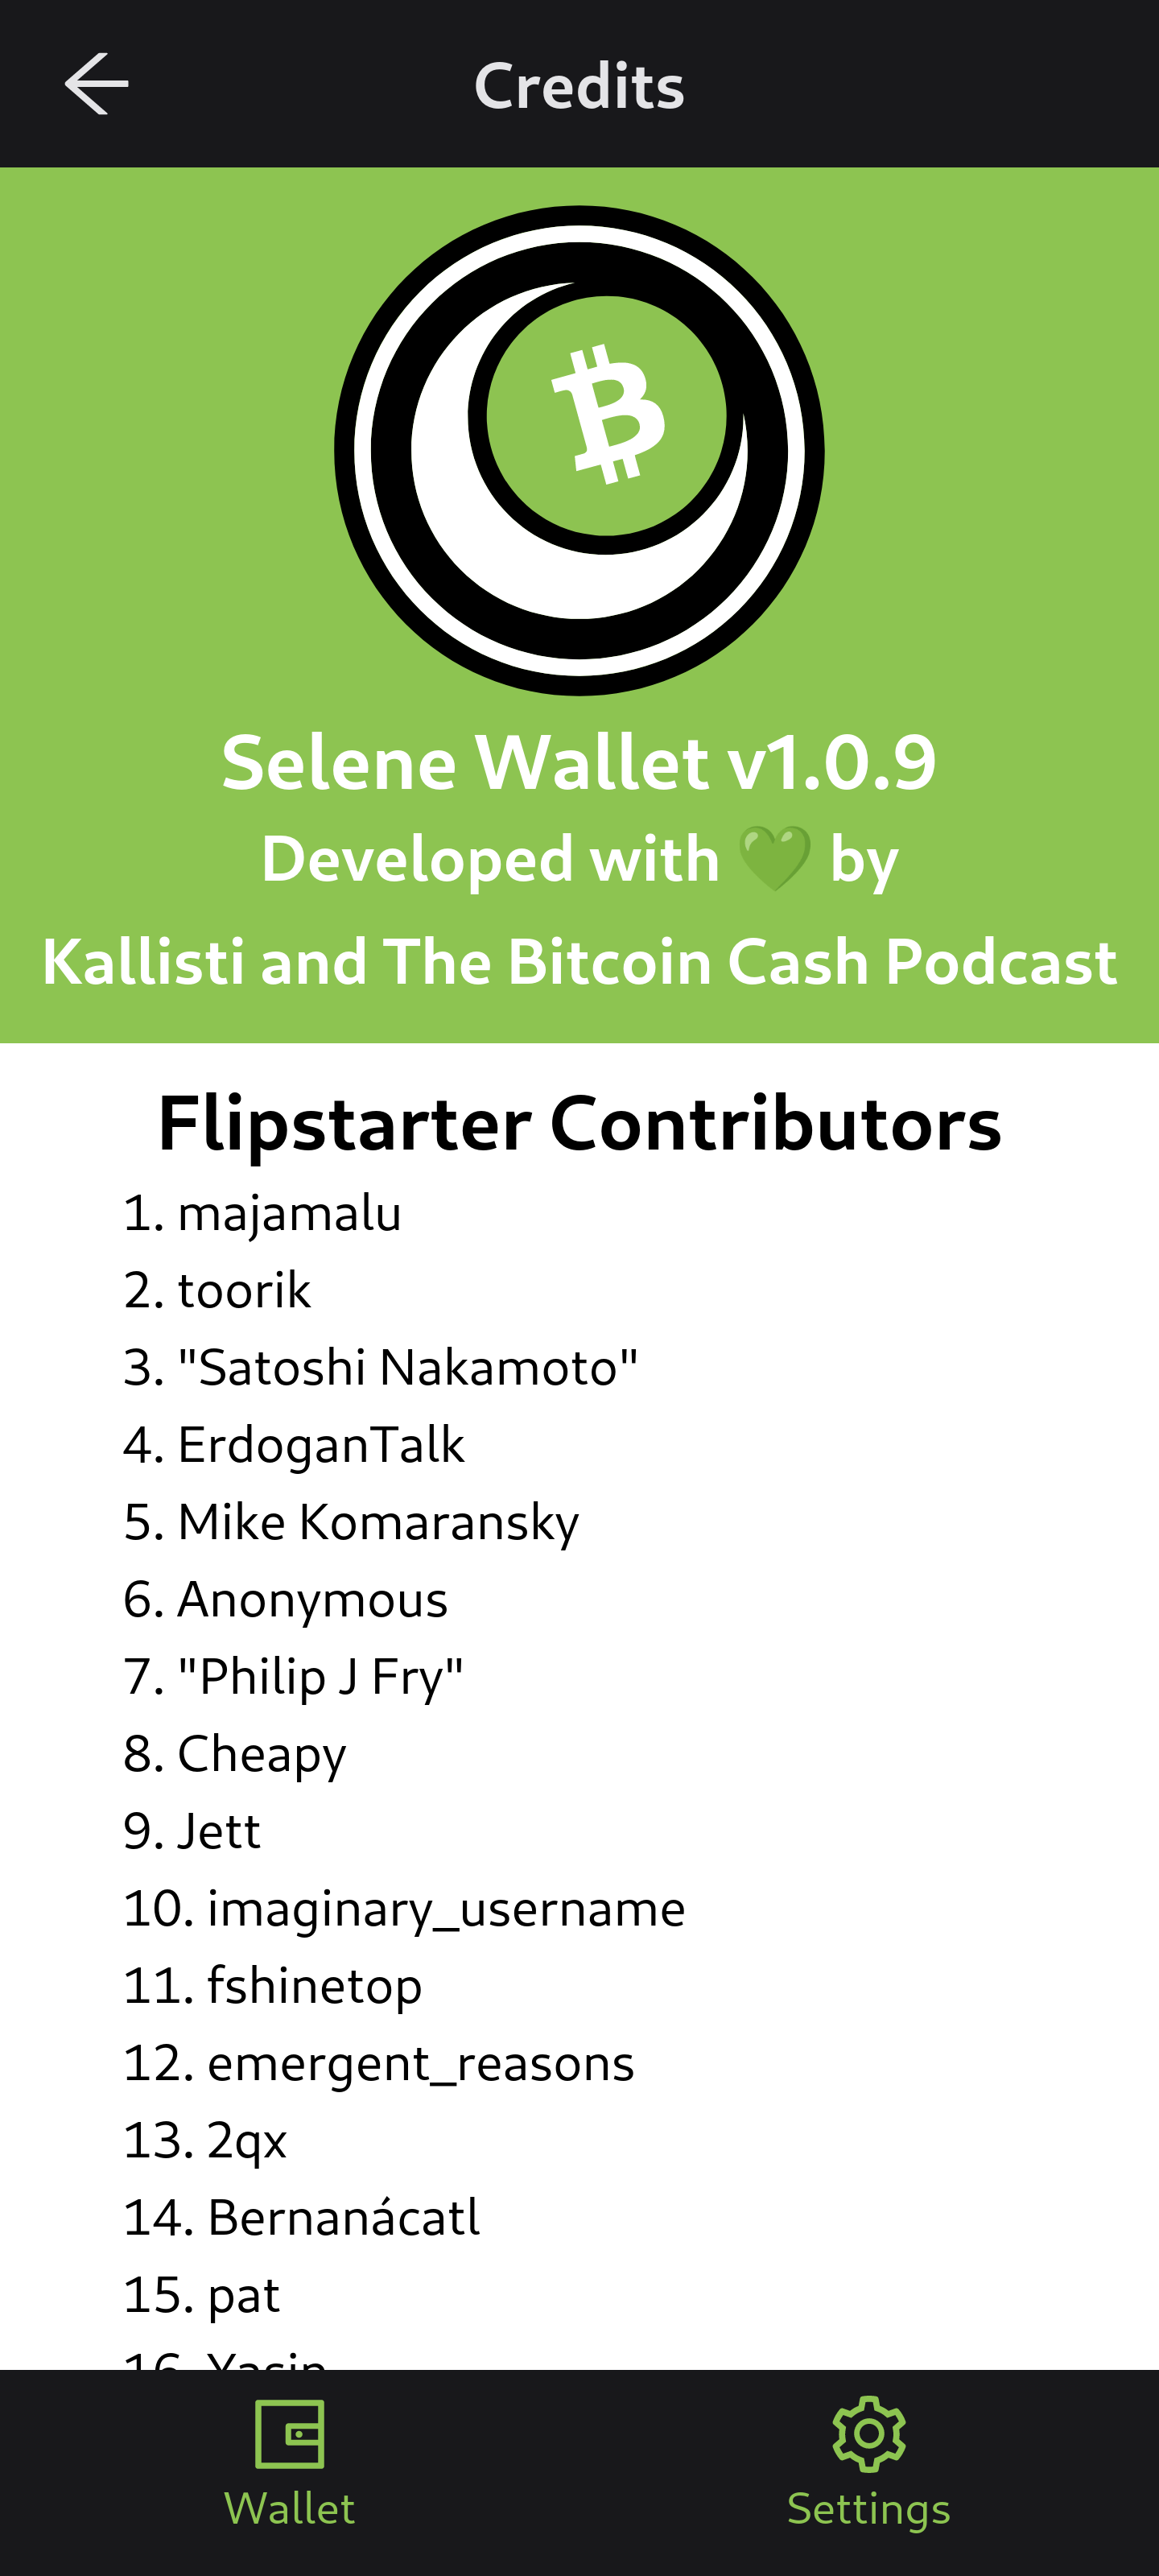 Credits
Selene Wallet v1.0.9
Developed with 💚 by
Kallisti and The Bitcoin Cash Podcast
Flipstarter Contributors
1. majamalu
2. toorik
3. "Satoshi Nakamoto"
4. ErdoganTalk
5. Mike Komaransky
6. Anonymous
7. "Philip J Fry"
8. Cheapy
9. Jett
10. imaginary_username
11. fshinetop
12. emergent_reasons
13. 2qx
14. Bernanácatl
15. pat
16. Yasin
Wallet
Settings